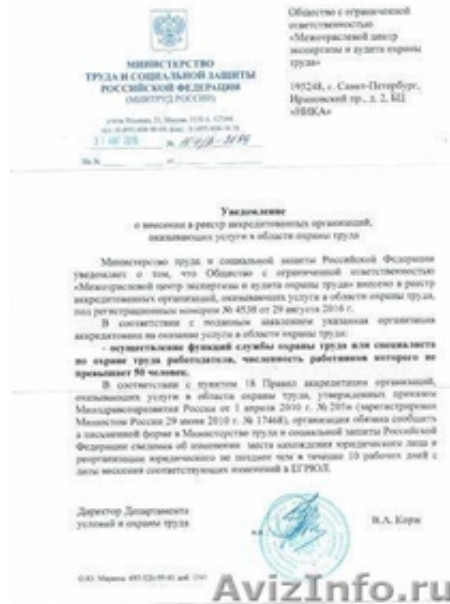 МИНИСТЕРСТВО
ТРУДА И СОЦИАЛЬНОЙ ЗАЩИТЫ
РОССИЙСКОЙ ФЕДЕРАЦИИ
(МИНТРУД РОССИИ)
Общество с ограниченной
ответственностью
«Межотраслевой центр
экспертизы и аудита охраны
труда»
195248, г. Санкт-Петербург,
Ириновский пр., д. 2, БЦ
«НИКА»
Уведомление
о внесении в реестр аккредитованных организаций,
оказывающих услуги в области охраны труда
Министерство труда и социальной защиты Российской Федерации
уведомляет о том, что Общество с ограниченной ответственностью
«Межотраслевой центр экспертизы и аудита охраны труда» внесено в реестр
аккредитованных организаций, оказывающих услуги в области охраны труда,
под регистрационным номером № 4538 от 29 августа 2016 г.
В соответствии с поданным заявлением указанная организация
аккредитована на оказание услуги в области охраны труда:
- осуществление функций службы охраны труда или специалиста
по охране труда работодателя, численность работников которого не
превышает 50 человек.
В соответствии с пунктом 18 Правил аккредитации организаций,
оказывающих услуги в области охраны труда, утвержденных приказом
Минздравсоцразвития России от 1 апреля 2010 г. № 205н (зарегистрирован
Минюстом России 29 июня 2010 г. № 17468), организация обязана сообщить
в письменной форме в Министерство труда и социальной защиты Российской
Федерации сведения об изменении места нахождения юридического лица и
реорганизации юридического не позднее чем в течение 10 рабочих дней с
даты внесения соответствующих изменений в ЕГРЮЛ.
Директор Департамента
условий и охраны труда
В.А. Корж
AvizInfo.ru